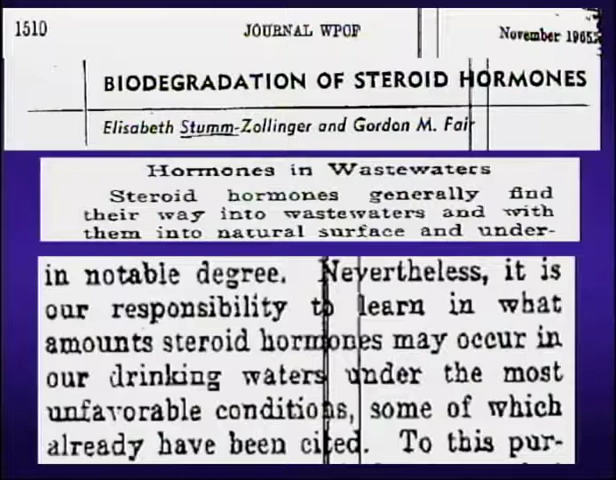 1510 JOURNAL WPCF November 1965
BIODEGRADATION OF STEROID HORMONES
Elisabeth Stumm-Zollinger and Gordon M. Fair
Hormones in Wastewaters
Steroid hormones generally find
their way into wastewaters and with
them into natural surface and under-
in notable degree. Nevertheless, it is
our responsibility to learn in what
amounts steroid hormones may occur in
our drinking waters under the most
unfavorable conditions, some of which
already have been cited. To this pur-